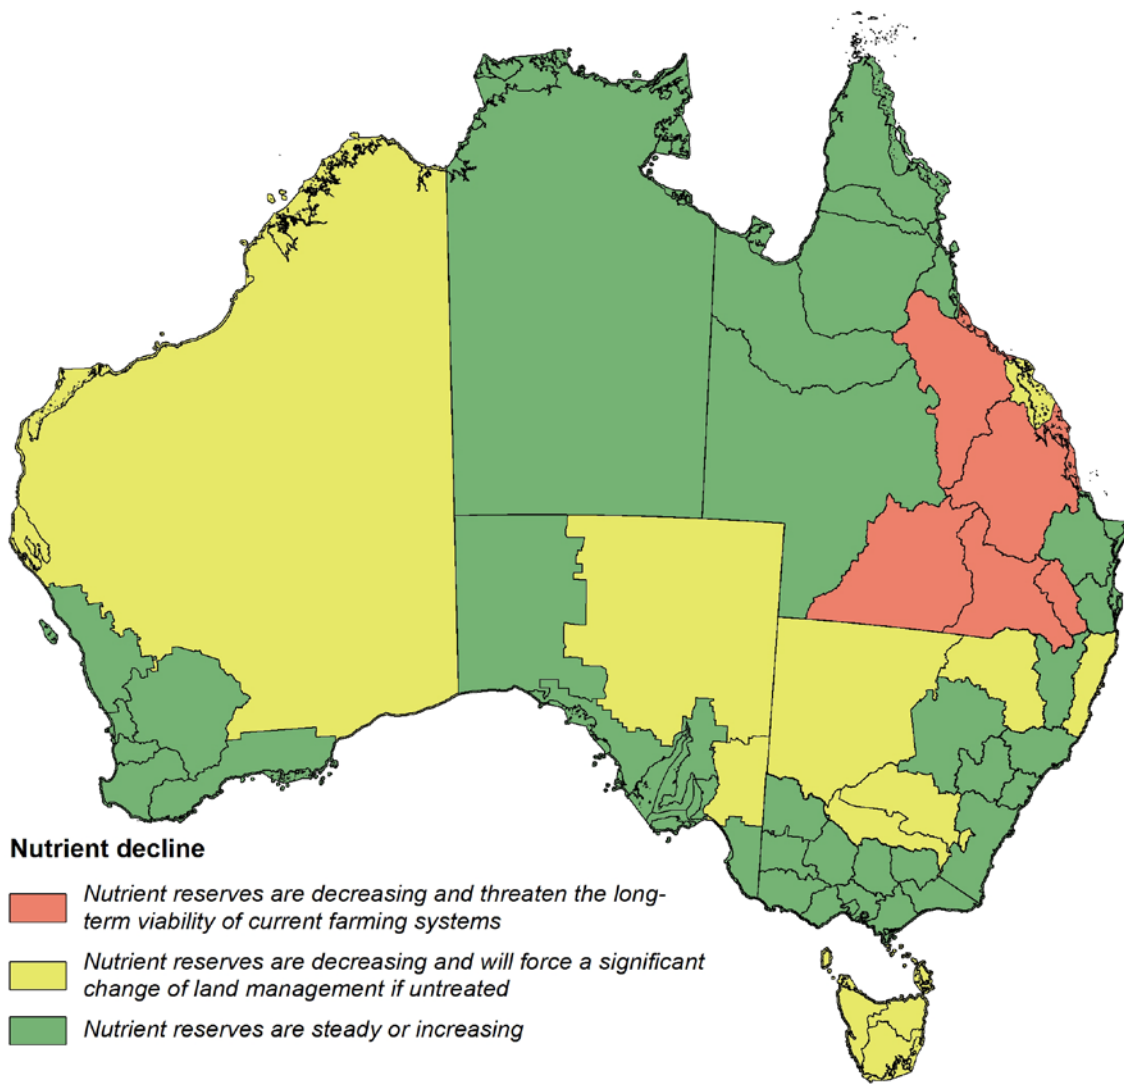 Nutrient decline
Nutrient reserves are decreasing and threaten the long-
term viability of current farming systems
Nutrient reserves are decreasing and will force a significant
change of land management if untreated
Nutrient reserves are steady or increasing